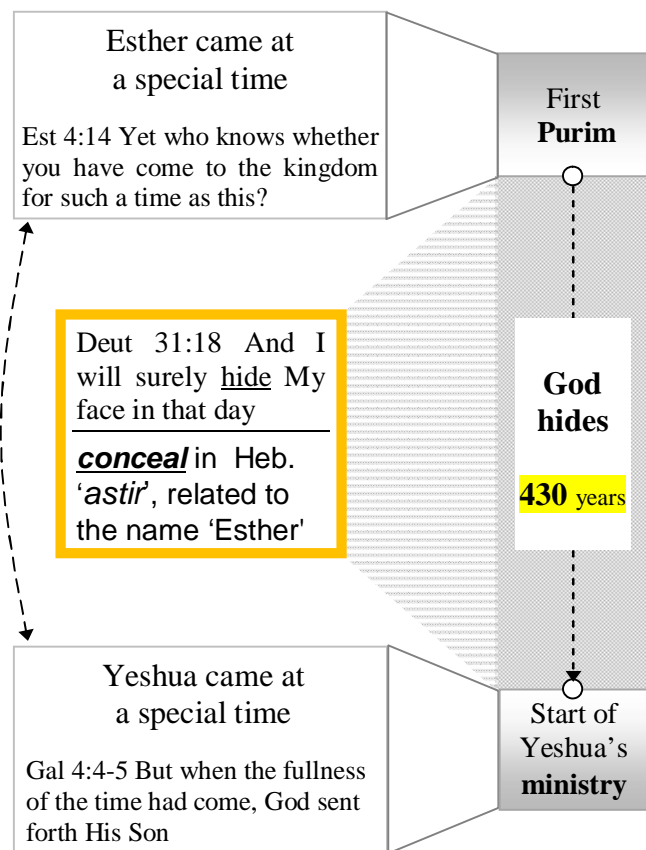 Esther came at
a special time
Est 4:14 Yet who knows whether
you have come to the kingdom
for such a time as this?
First
Purim
Deut 31:18 And I
will surely hide My
face in that day
conceal in Heb.
‘astir’, related to
the name ‘Esther'
God
hides
430 years
Yeshua came at
a special time
Gal 4:4-5 But when the fullness
of the time had come, God sent
forth His Son
Start of
Yeshua’s
ministry